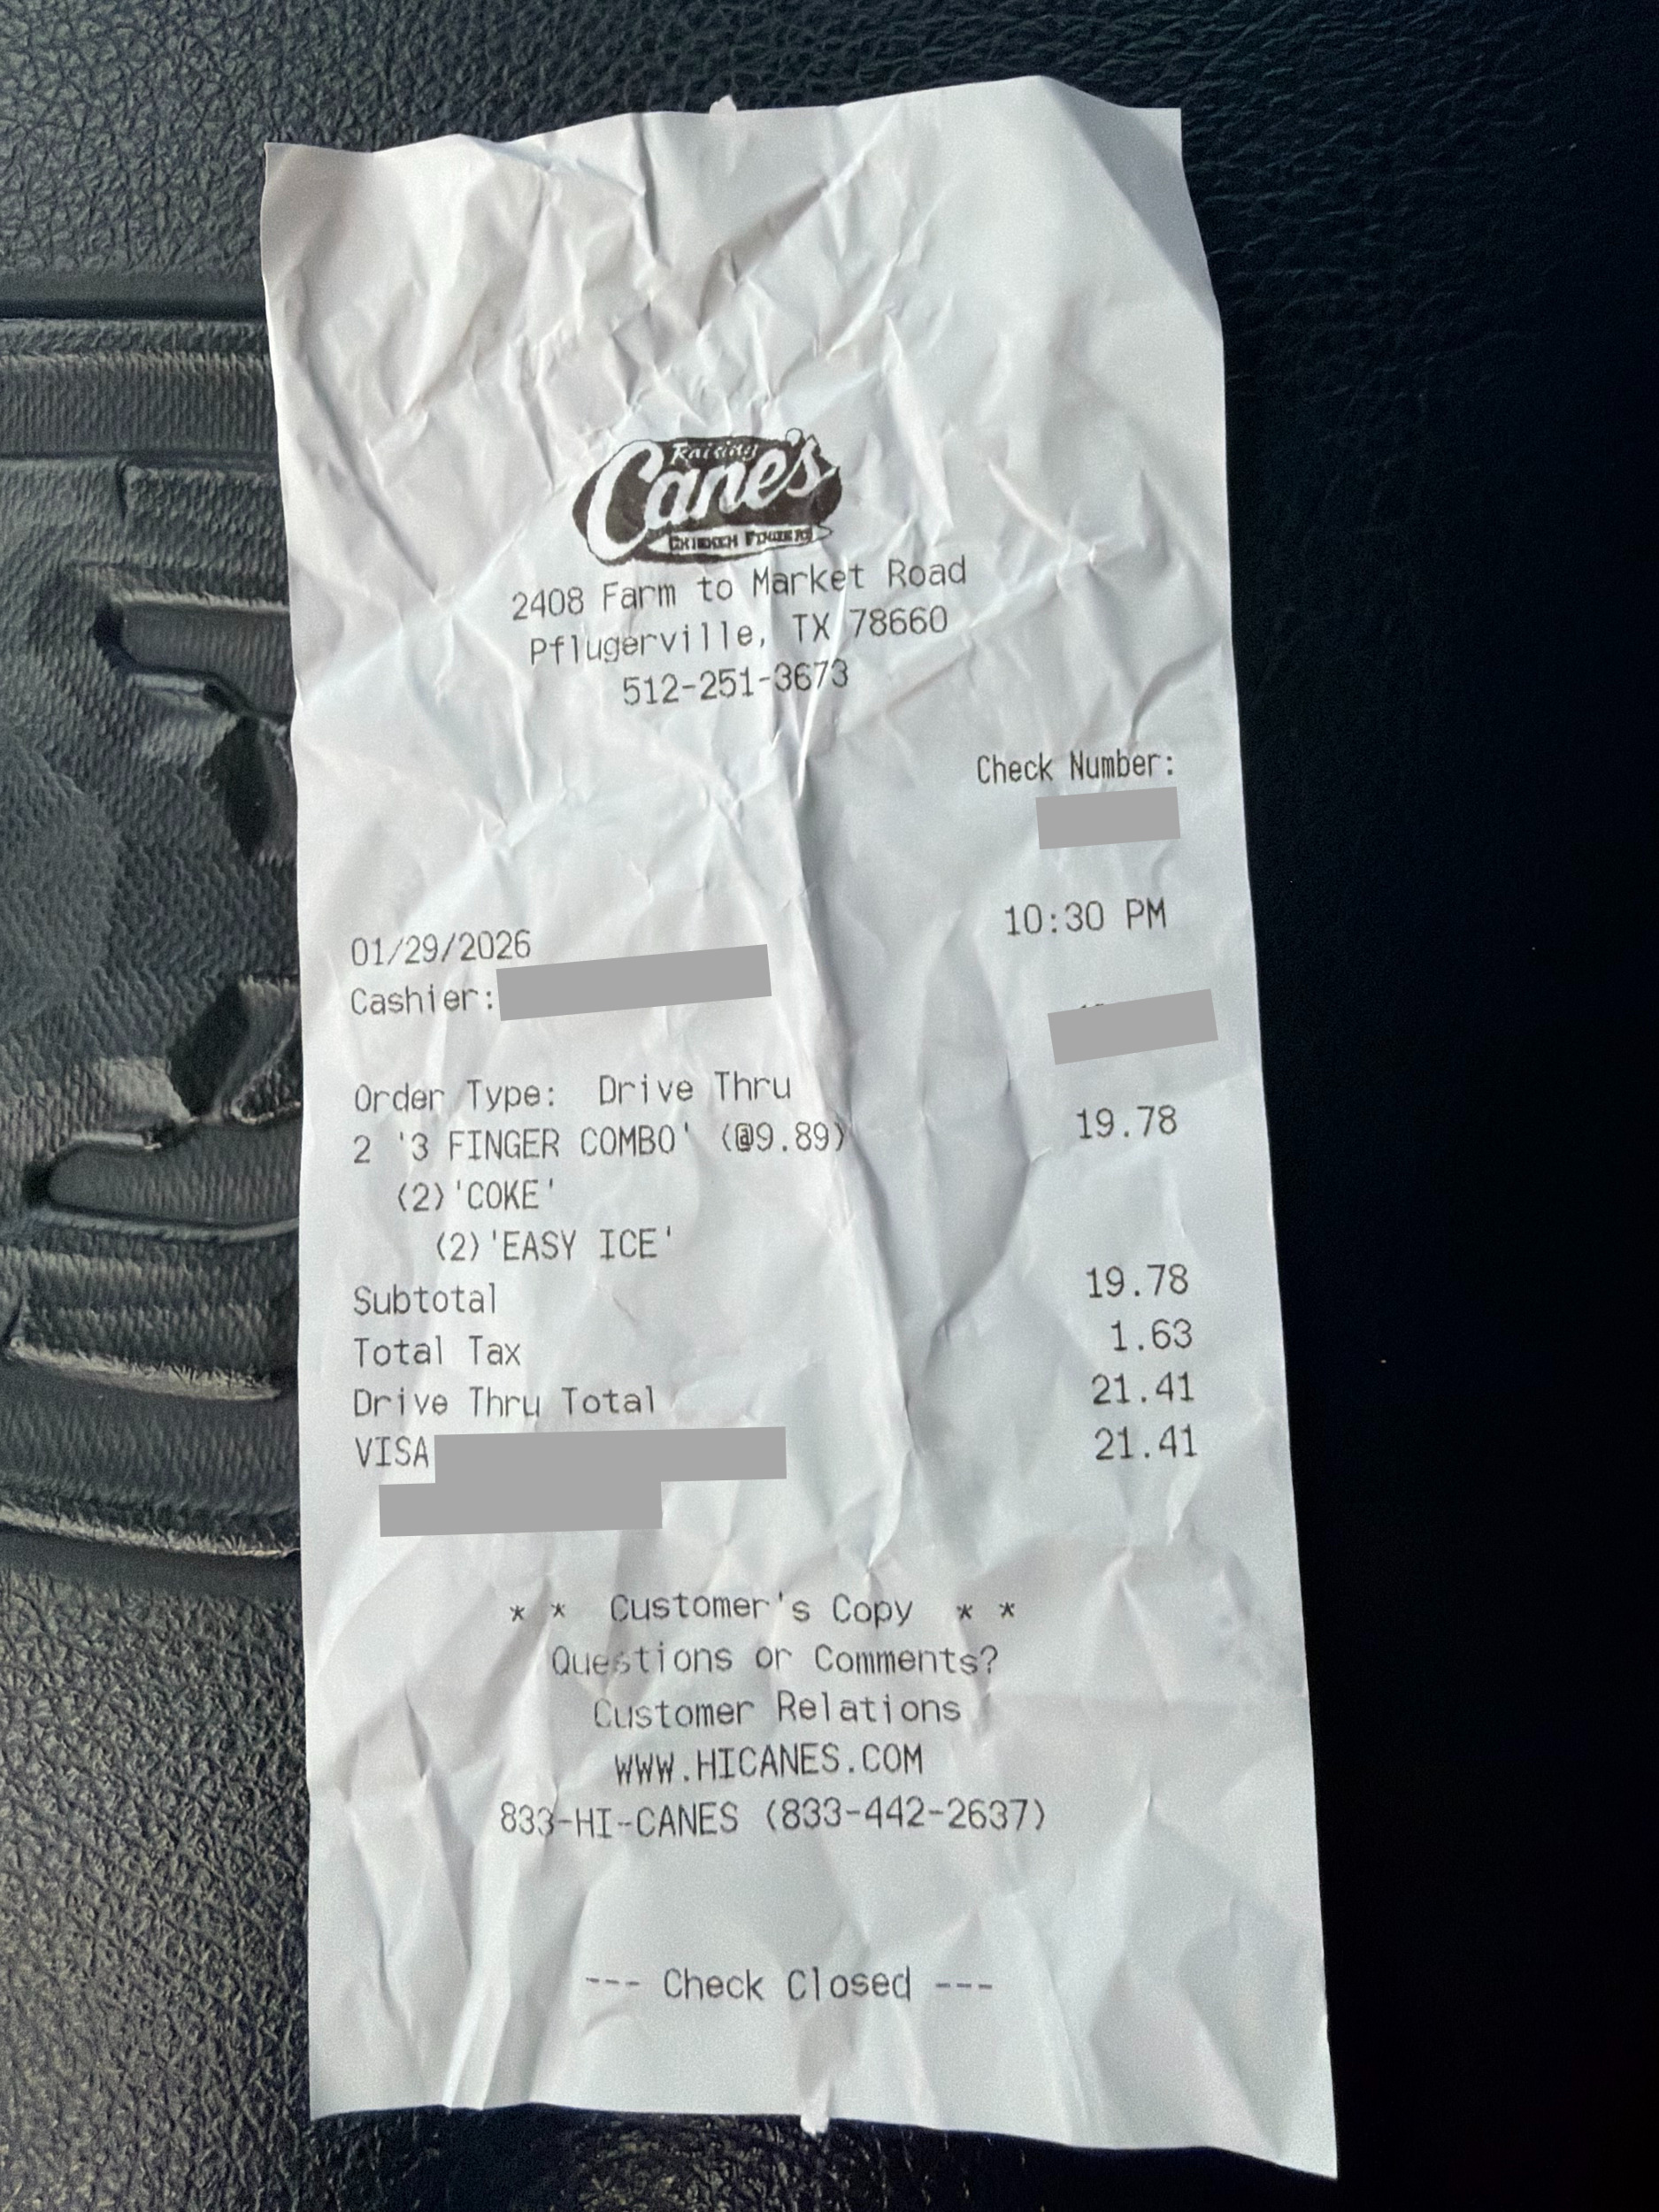 Raising
Cane's
CHICKEN FINGERS
2408 Farm to Market Road
Pflugerville, TX 78660
512-251-3673
Check Number:
01/29/2026 10:30 PM
Cashier:
Order Type: Drive Thru
2 '3 FINGER COMBO' (@9.89) 19.78
(2)'COKE'
(2)'EASY ICE'
Subtotal 19.78
Total Tax 1.63
Drive Thru Total 21.41
VISA 21.41
* * Customer's Copy * *
Questions or Comments?
Customer Relations
WWW.HICANES.COM
833-HI-CANES (833-442-2637)
--- Check Closed ---